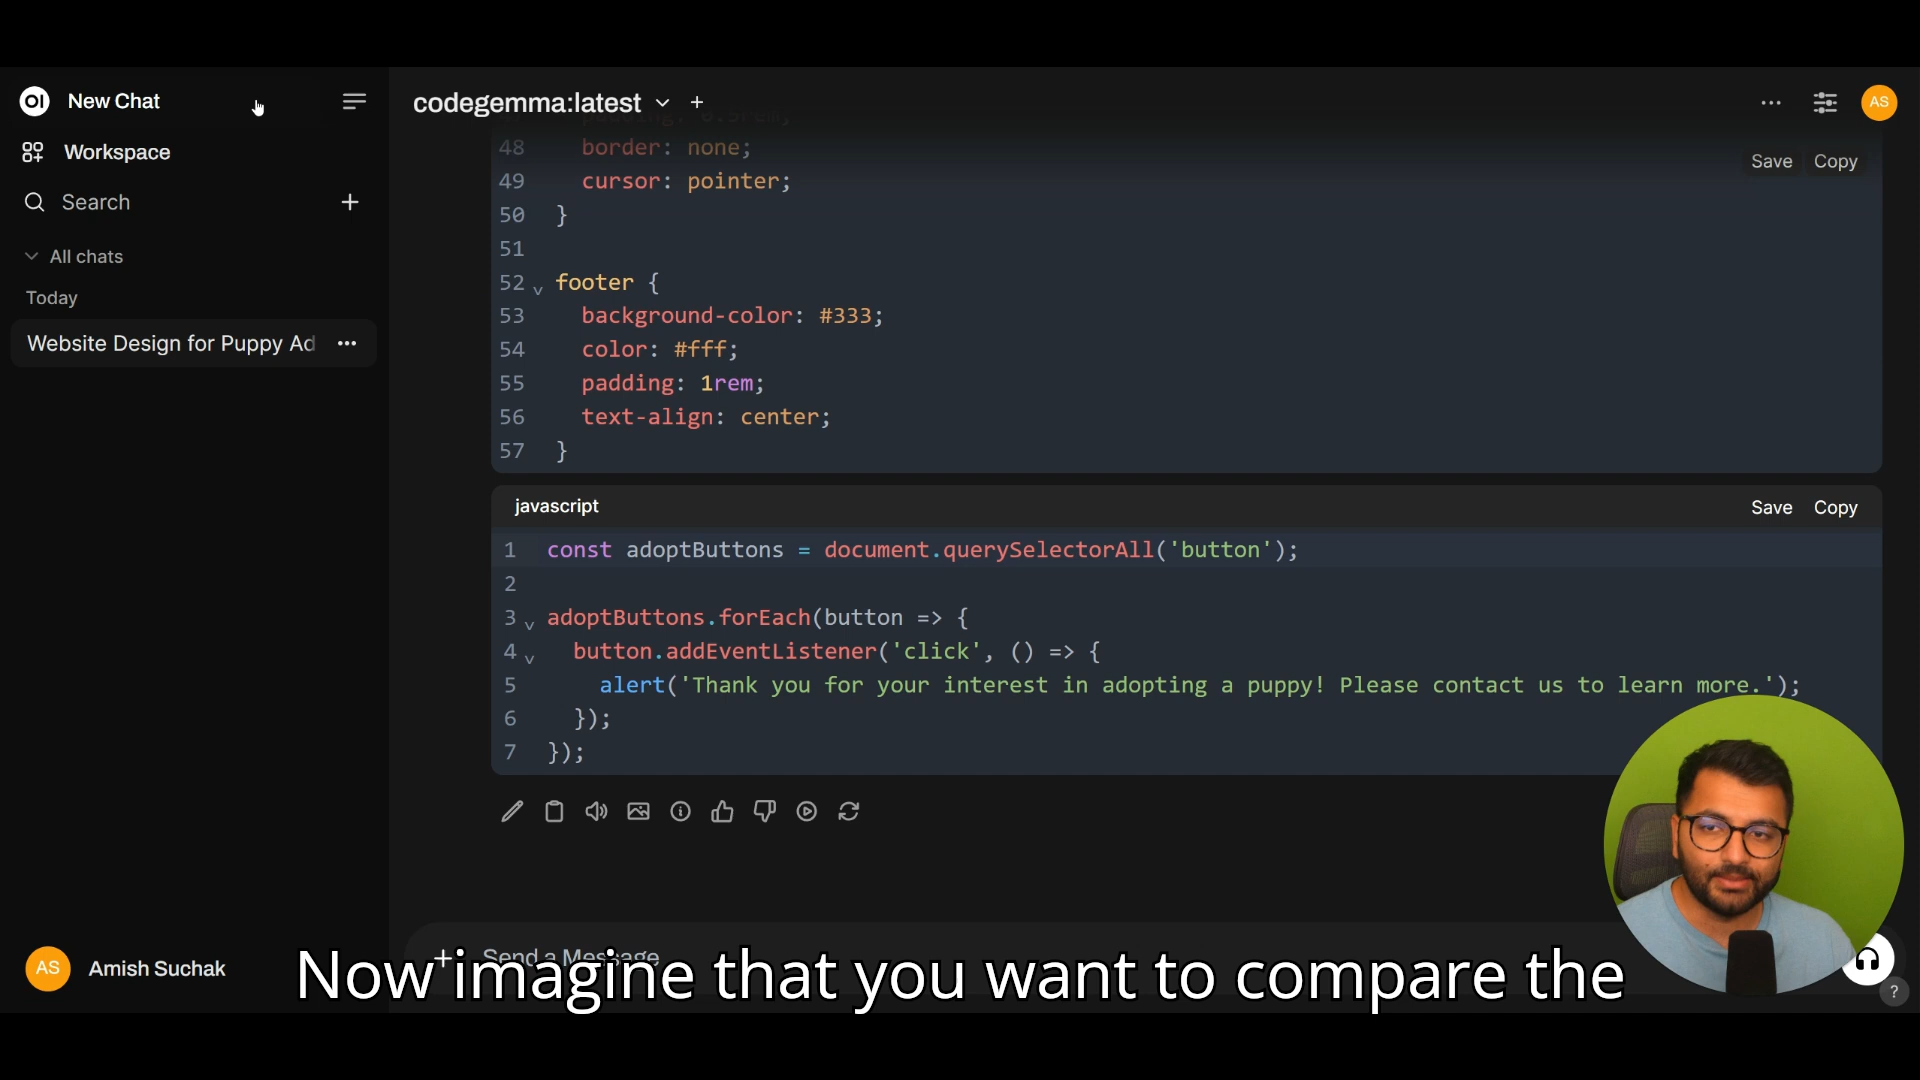 OI New Chat
Workspace
Search
All chats
Today
Website Design for Puppy Ad
AS Amish Suchak
codegemma:latest
AS
Save Copy
48 border: none;
49 cursor: pointer;
50 }
51
52 footer {
53 background-color: #333;
54 color: #fff;
55 padding: 1rem;
56 text-align: center;
57 }
javascript
Save Copy
1 const adoptButtons = document.querySelectorAll('button');
2
3 adoptButtons.forEach(button => {
4 button.addEventListener('click', () => {
5 alert('Thank you for your interest in adopting a puppy! Please contact us to learn more.');
6 });
7 });
Send a Message
Now imagine that you want to compare the
?